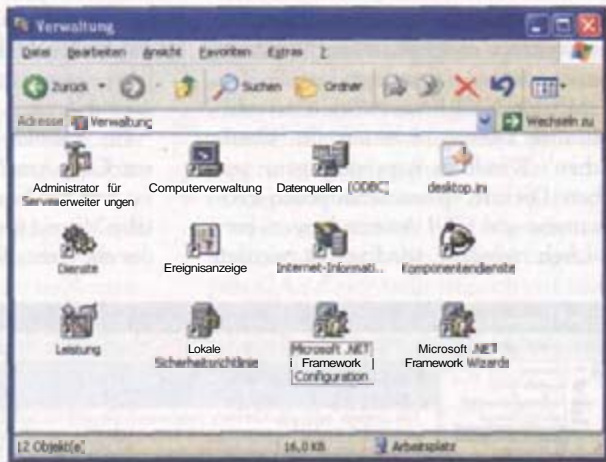 Verwaltung
Datei Bearbeiten Ansicht Favoriten Extras ?
Zurück Suchen Ordner
Adresse Verwaltung Wechseln zu
Administrator für Computerverwaltung Datenquellen (ODBC) desktop.ini
Servererweiterungen
Dienste Ereignisanzeige Internet-Informati... Komponentendienste
Leistung Lokale Microsoft .NET Microsoft .NET
Sicherheitsrichtlinie Framework Framework Wizards
Configuration
12 Objekt(e) 16,0 KB Arbeitsplatz